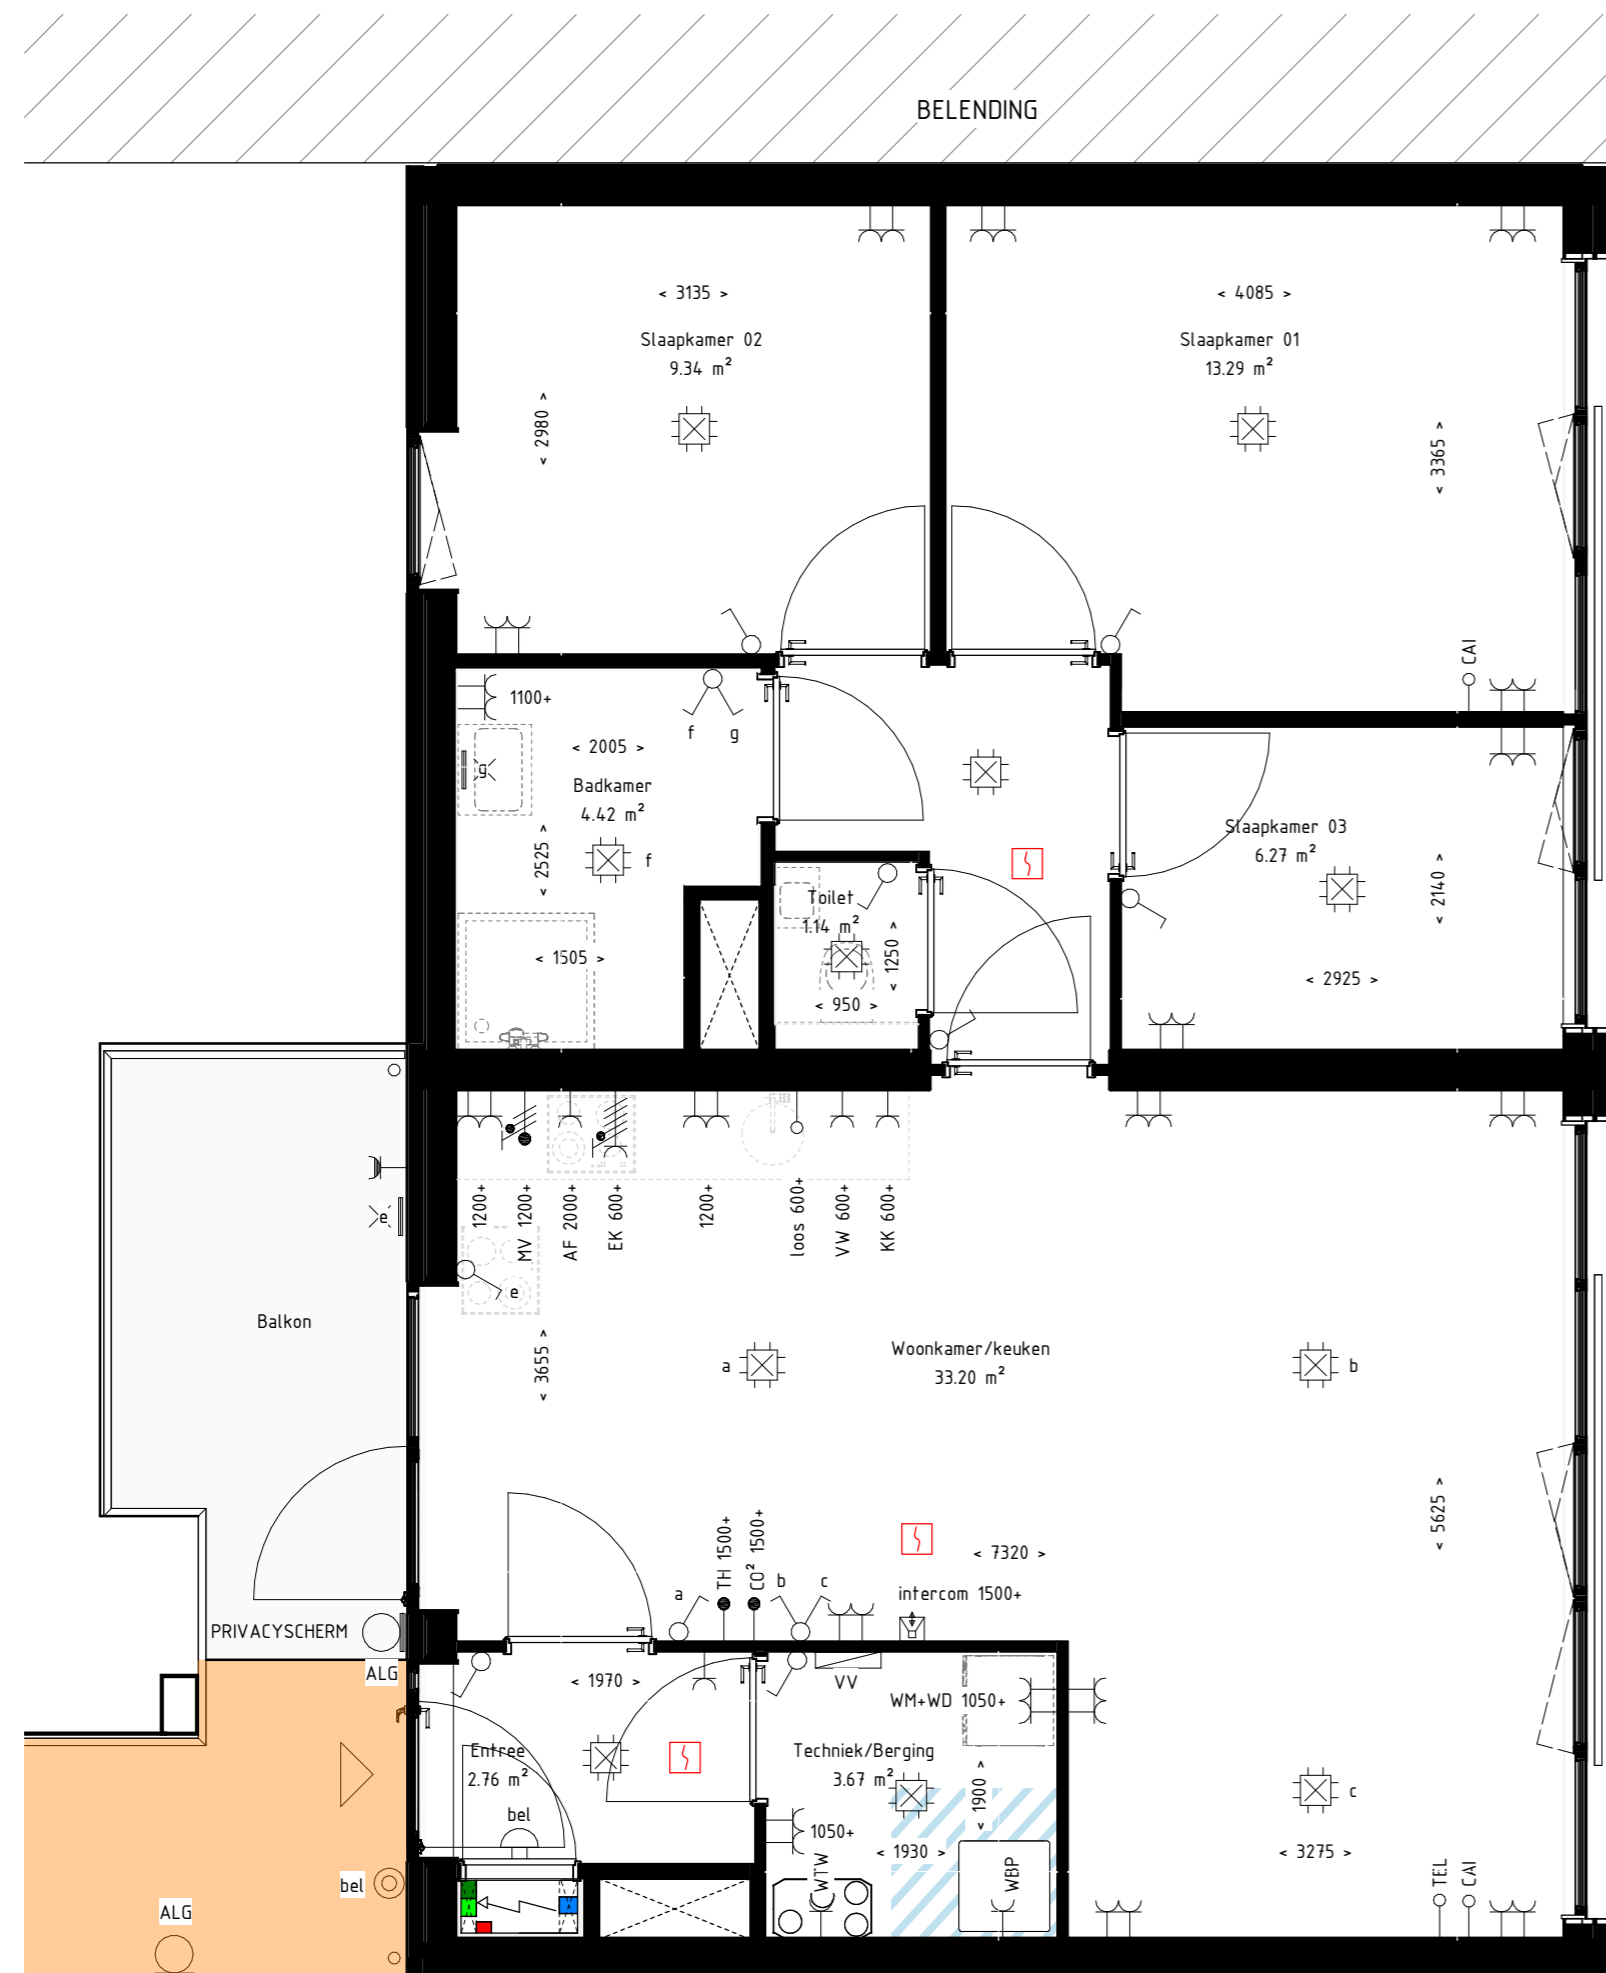 BELENDING
< 3135 >
Slaapkamer 02
9.34 m²
< 2980 >
< 4085 >
Slaapkamer 01
13.29 m²
< 3365 >
CAI
1100+
f
g
g
< 2005 >
Badkamer
4.42 m²
f
< 2525 >
< 1505 >
Toilet
1.14 m²
< 1250 >
< 950 >
Slaapkamer 03
6.27 m²
< 2140 >
< 2925 >
1200+
MV 1200+
AF 2000+
EK 600+
1200+
loos 600+
VW 600+
KK 600+
e
e
Balkon
< 3655 >
a
Woonkamer/keuken
33.20 m²
b
< 5625 >
a
TH 1500+
CO² 1500+
b
c
< 7320 >
intercom 1500+
PRIVACYSCHERM
ALG
< 1970 >
VV
WM+WD 1050+
Entree
2.76 m²
Techniek/Berging
3.67 m²
< 1900 >
bel
1050+
< 1930 >
WTW
WBP
c
< 3275 >
TEL
CAI
bel
ALG